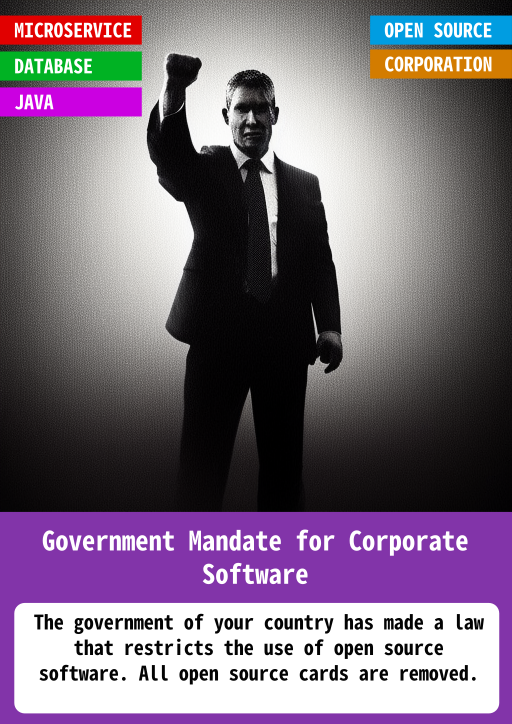 MICROSERVICE
DATABASE
JAVA
OPEN SOURCE
CORPORATION
Government Mandate for Corporate
Software
The government of your country has made a law
that restricts the use of open source
software. All open source cards are removed.